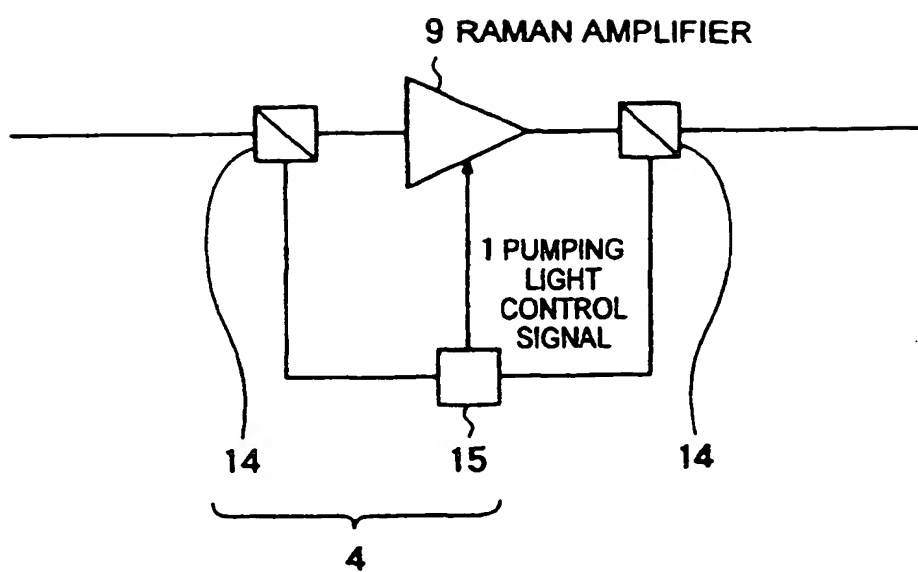 9 RAMAN AMPLIFIER
1 PUMPING
LIGHT
CONTROL
SIGNAL
14
15
14
4